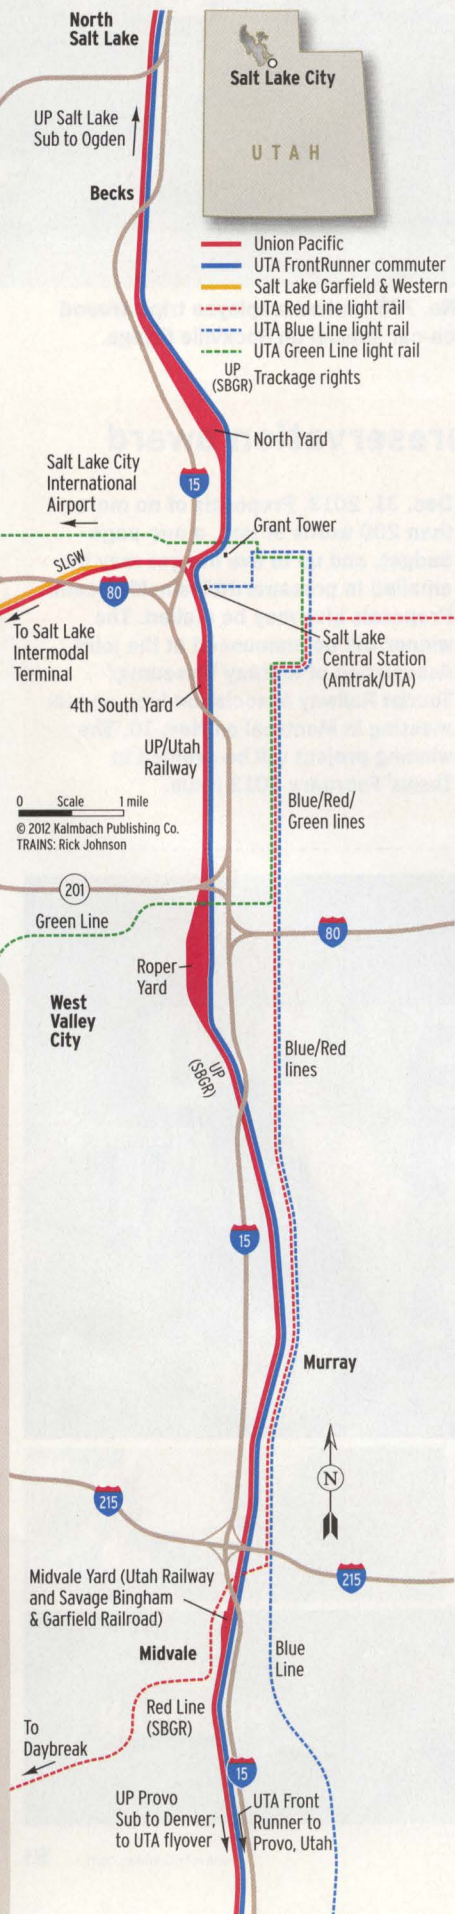 North
Salt Lake
Salt Lake City
UTAH
UP Salt Lake
Sub to Ogden
Becks
Union Pacific
UTA FrontRunner commuter
Salt Lake Garfield & Western
UTA Red Line light rail
UTA Blue Line light rail
UTA Green Line light rail
UP
(SBGR) Trackage rights
North Yard
Salt Lake City
International
Airport
15
Grant Tower
SLGW
80
To Salt Lake
Intermodal
Terminal
Salt Lake
Central Station
(Amtrak/UTA)
4th South Yard
UP/Utah
Railway
Blue/Red/
Green lines
0 Scale 1 mile
© 2012 Kalmbach Publishing Co.
TRAINS: Rick Johnson
201
Green Line
80
Roper
Yard
West
Valley
City
UP
(SBGR)
Blue/Red
lines
15
Murray
N
215
215
Midvale Yard (Utah Railway
and Savage Bingham
& Garfield Railroad)
Midvale
Blue
Line
Red Line
(SBGR)
To
Daybreak
15
UP Provo
Sub to Denver;
to UTA flyover
UTA Front
Runner to
Provo, Utah